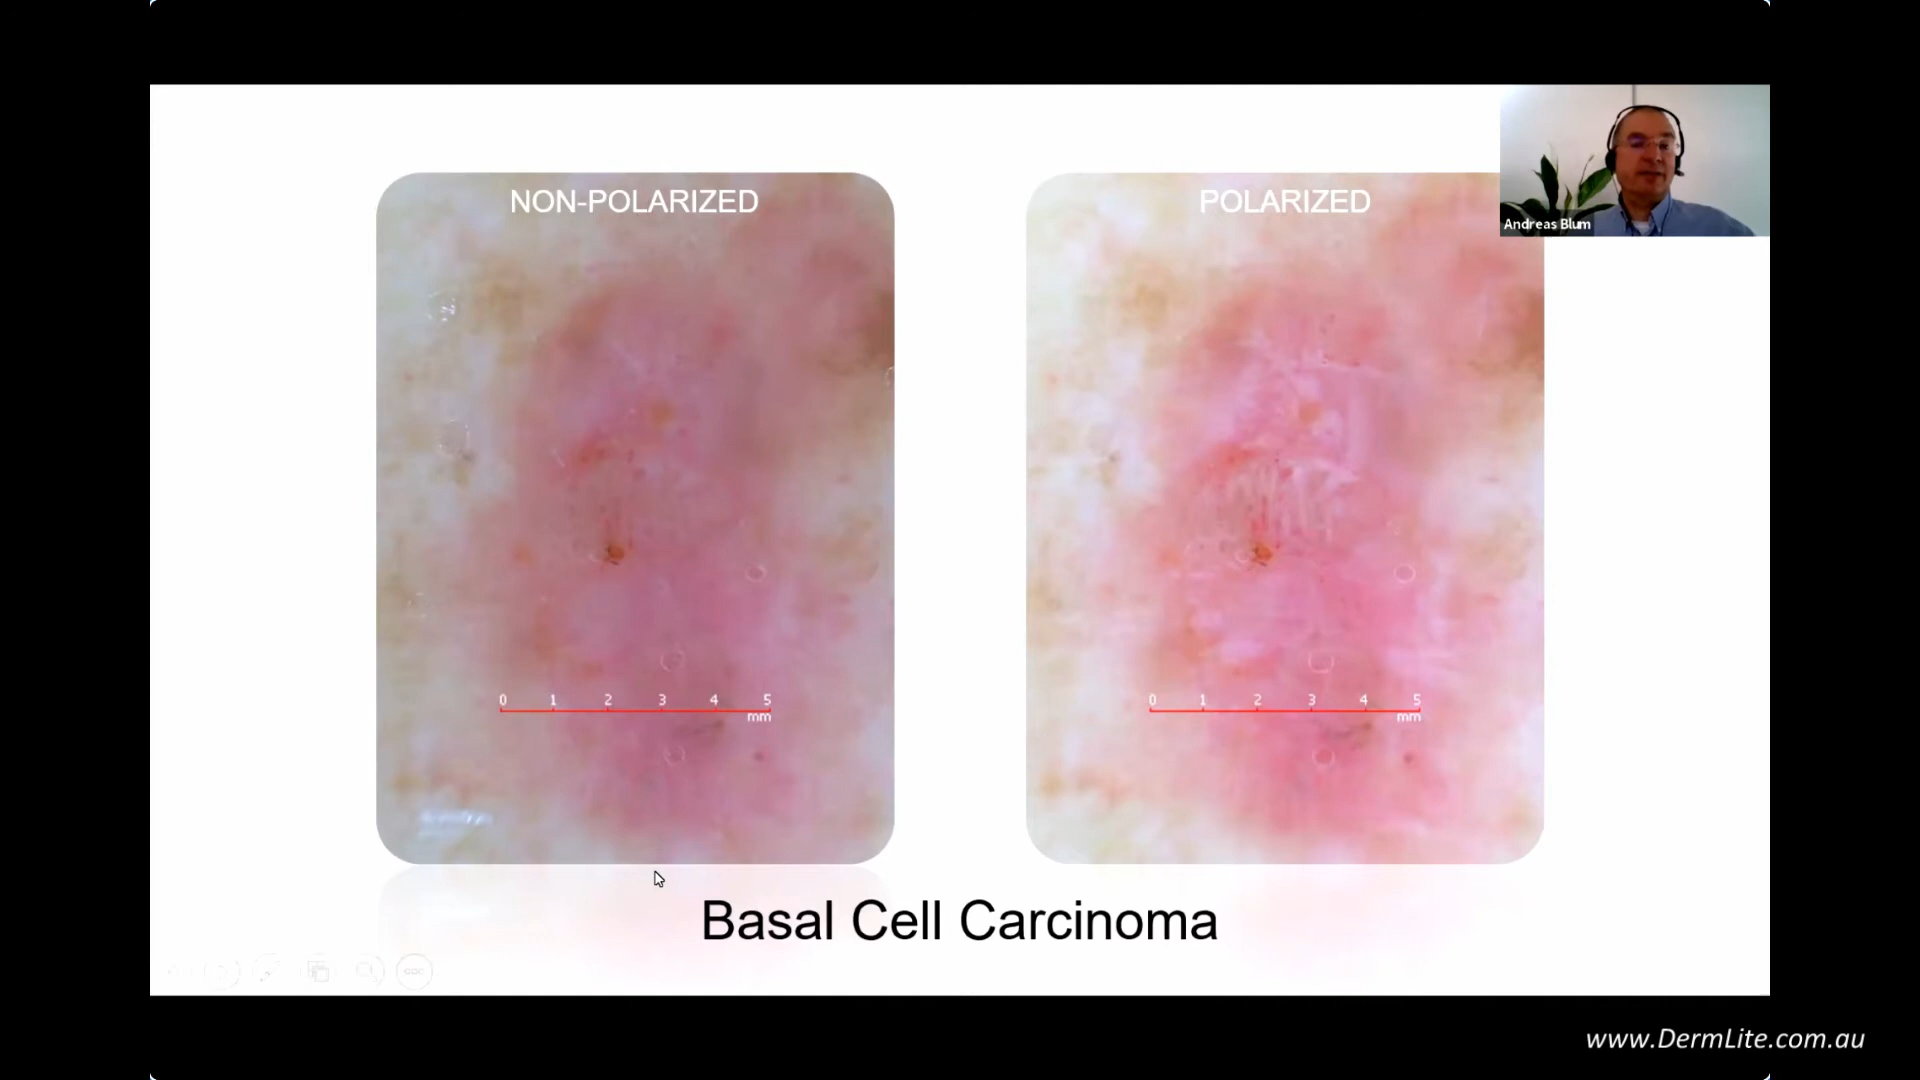 NON-POLARIZED
POLARIZED
Andreas Blum
0 1 2 3 4 5
mm
0 1 2 3 4 5
mm
Basal Cell Carcinoma
www.DermLite.com.au